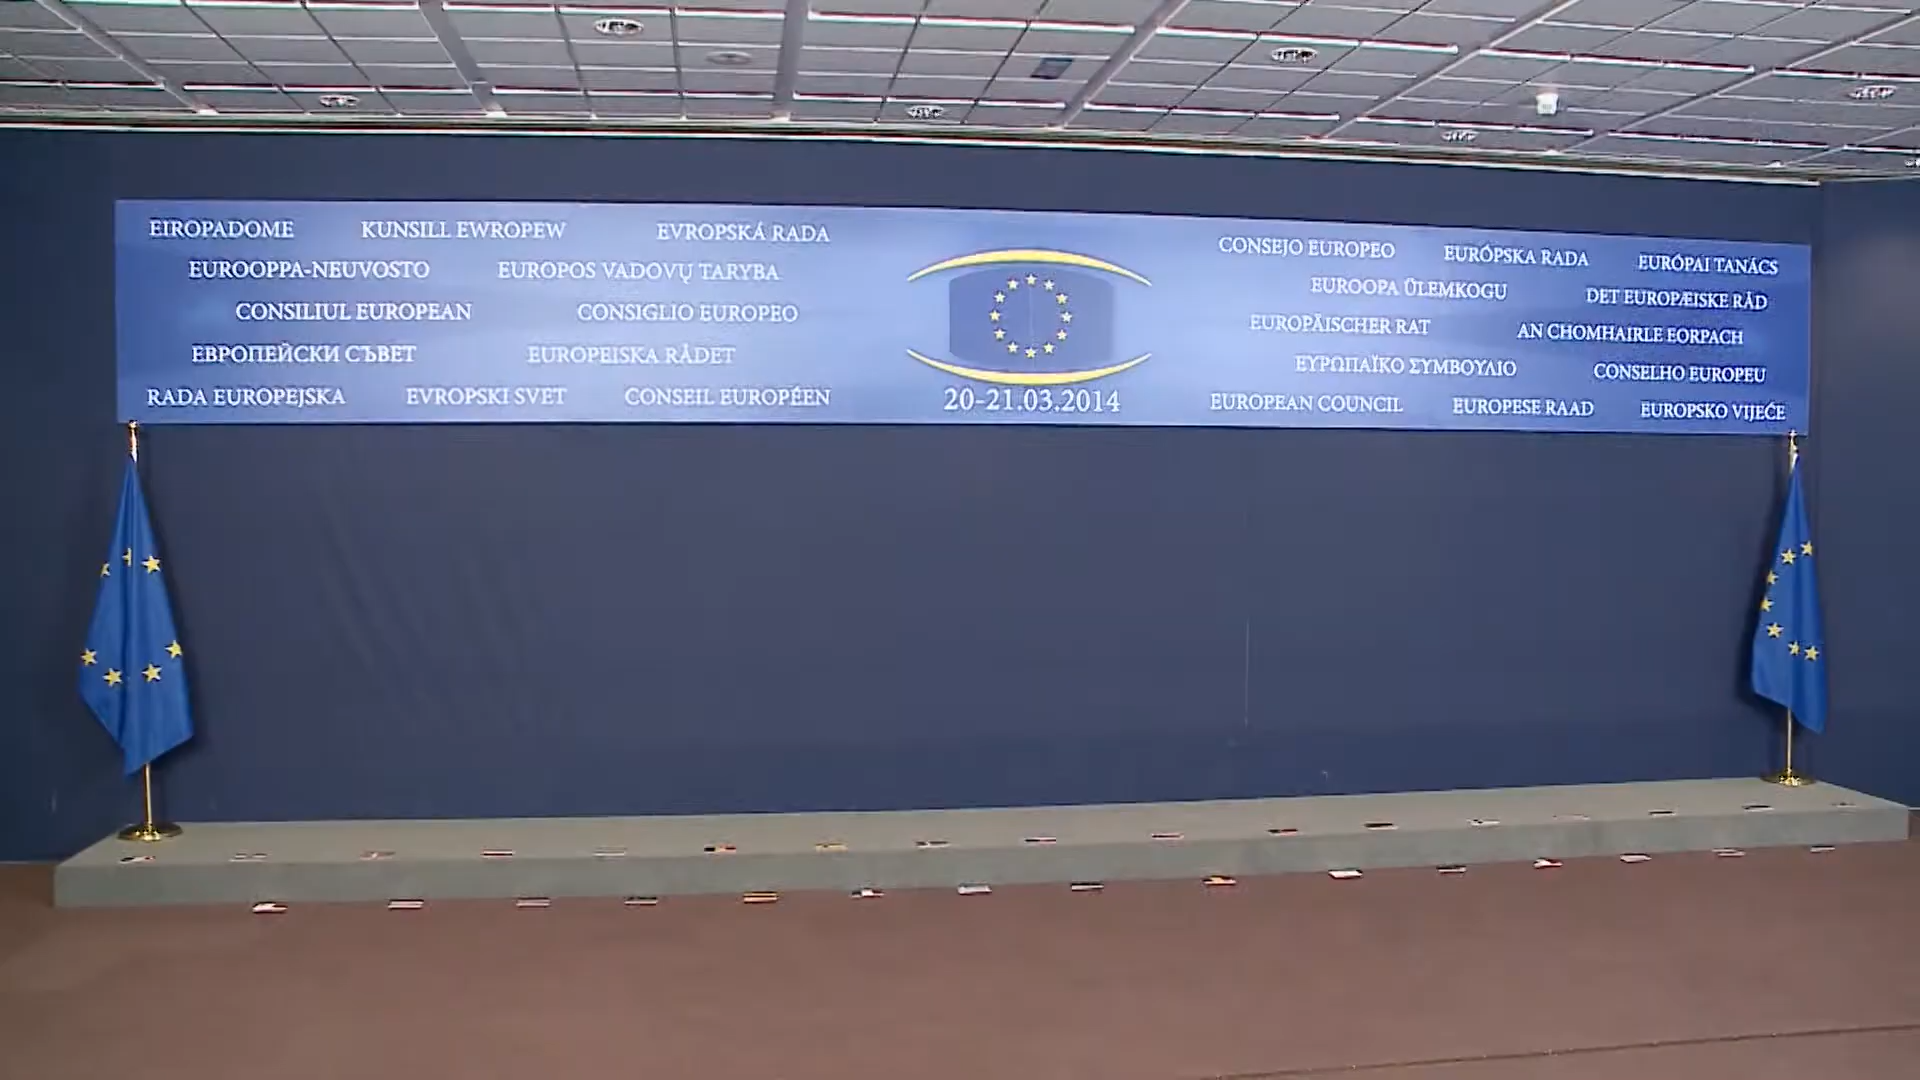 EIROPADOME KUNSILL EWROPEW EVROPSKÁ RADA
EUROOPPA-NEUVOSTO EUROPOS VADOVŲ TARYBA
CONSILIUL EUROPEAN CONSIGLIO EUROPEO
ЕВРОПЕЙСКИ СЪВЕТ EUROPEISKA RÅDET
RADA EUROPEJSKA EVROPSKI SVET CONSEIL EUROPÉEN
20-21.03.2014
CONSEJO EUROPEO EURÓPSKA RADA EURÓPAI TANÁCS
EUROOPA ÜLEMKOGU DET EUROPÆISKE RÅD
EUROPÄISCHER RAT AN CHOMHAIRLE EORPACH
ΕΥΡΩΠΑΪΚΟ ΣΥΜΒΟΥΛΙΟ CONSELHO EUROPEU
EUROPEAN COUNCIL EUROPESE RAAD EUROPSKO VIJEĆE